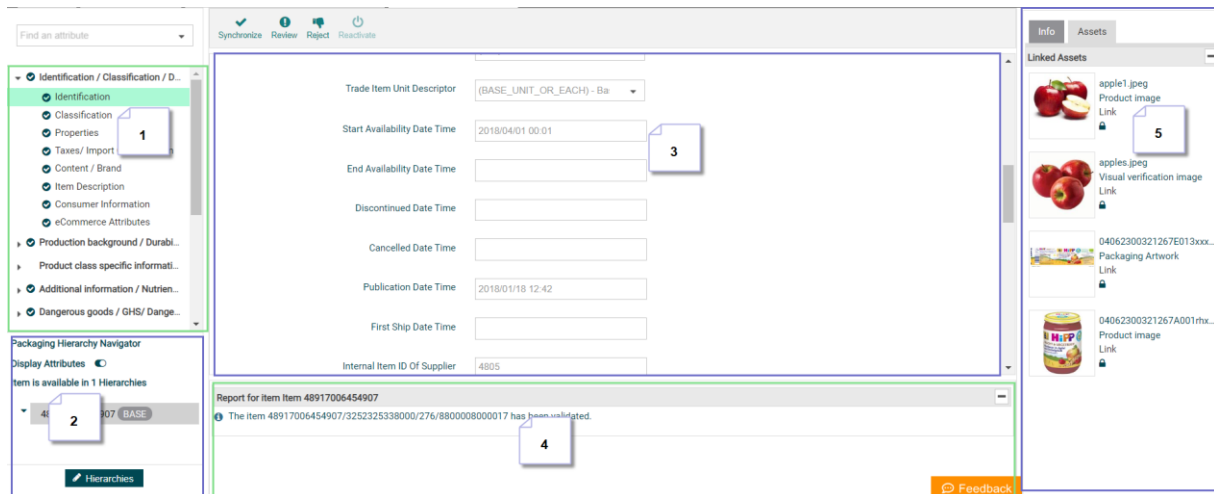 Find an attribute
Synchronize Review Reject Reactivate
Identification / Classification / D...
Identification
Classification
Properties
Taxes/ Import
Content / Brand
Item Description
Consumer Information
eCommerce Attributes
Production background / Durabi...
Product class specific informati...
Additional information / Nutrien...
Dangerous goods / GHS/ Dange...
1
Packaging Hierarchy Navigator
Display Attributes
Item is available in 1 Hierarchies
907 BASE
2
Hierarchies
Trade Item Unit Descriptor (BASE_UNIT_OR_EACH) - Ba
Start Availability Date Time 2018/04/01 00:01
End Availability Date Time
Discontinued Date Time
Cancelled Date Time
Publication Date Time 2018/01/18 12:42
First Ship Date Time
Internal Item ID Of Supplier 4805
3
Report for item Item 48917006454907
The item 48917006454907/3252325338000/276/8800008000017 has been validated.
4
Feedback
Info Assets
Linked Assets
apple1.jpeg
Product image
Link
5
apples.jpeg
Visual verification image
Link
04062300321267E013xxx...
Packaging Artwork
Link
04062300321267A001rhx...
Product image
Link
HiPP